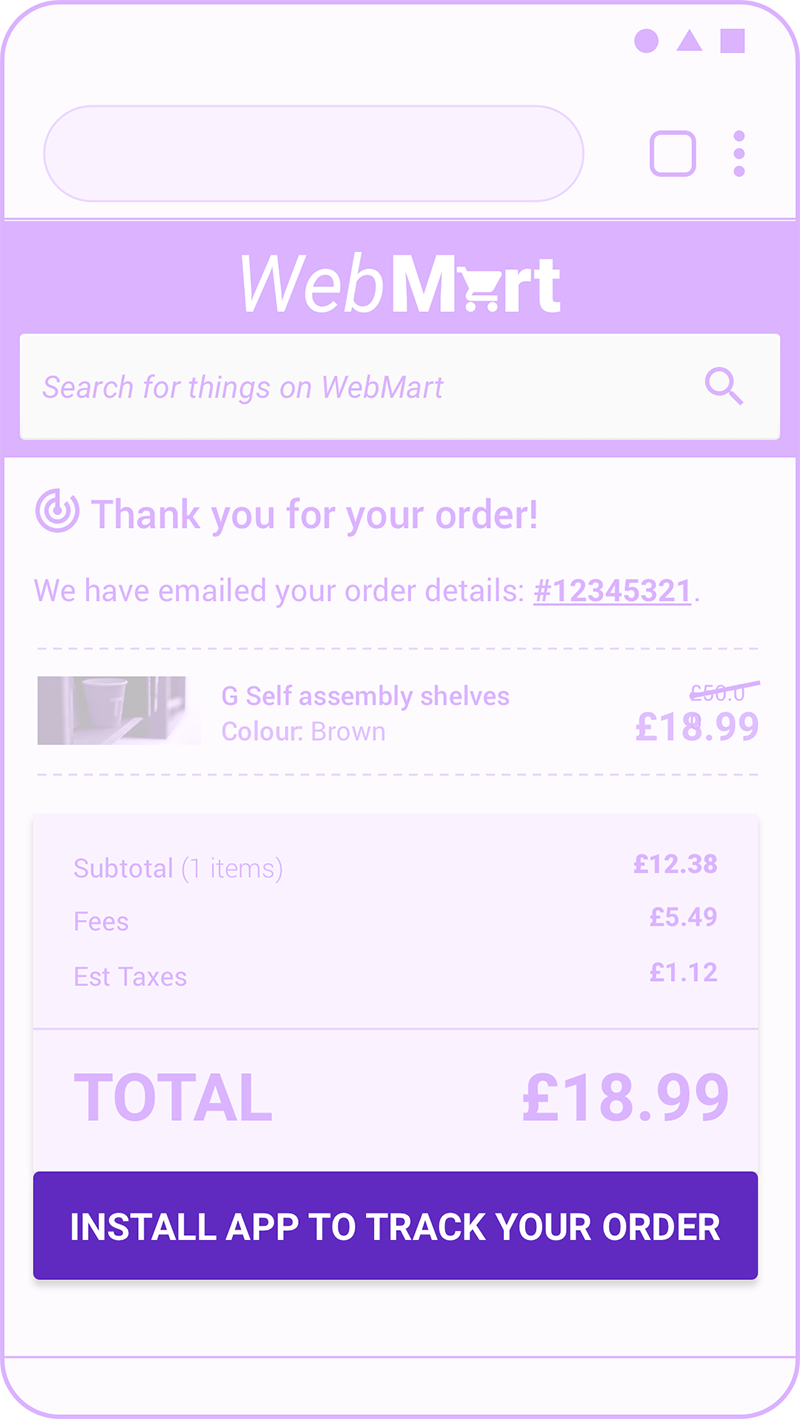 WebMart
Search for things on WebMart
Thank you for your order!
We have emailed your order details: #12345321.
G Self assembly shelves
£50.0
Colour: Brown
£18.99
Subtotal (1 items)
£12.38
Fees
£5.49
Est Taxes
£1.12
TOTAL
£18.99
INSTALL APP TO TRACK YOUR ORDER